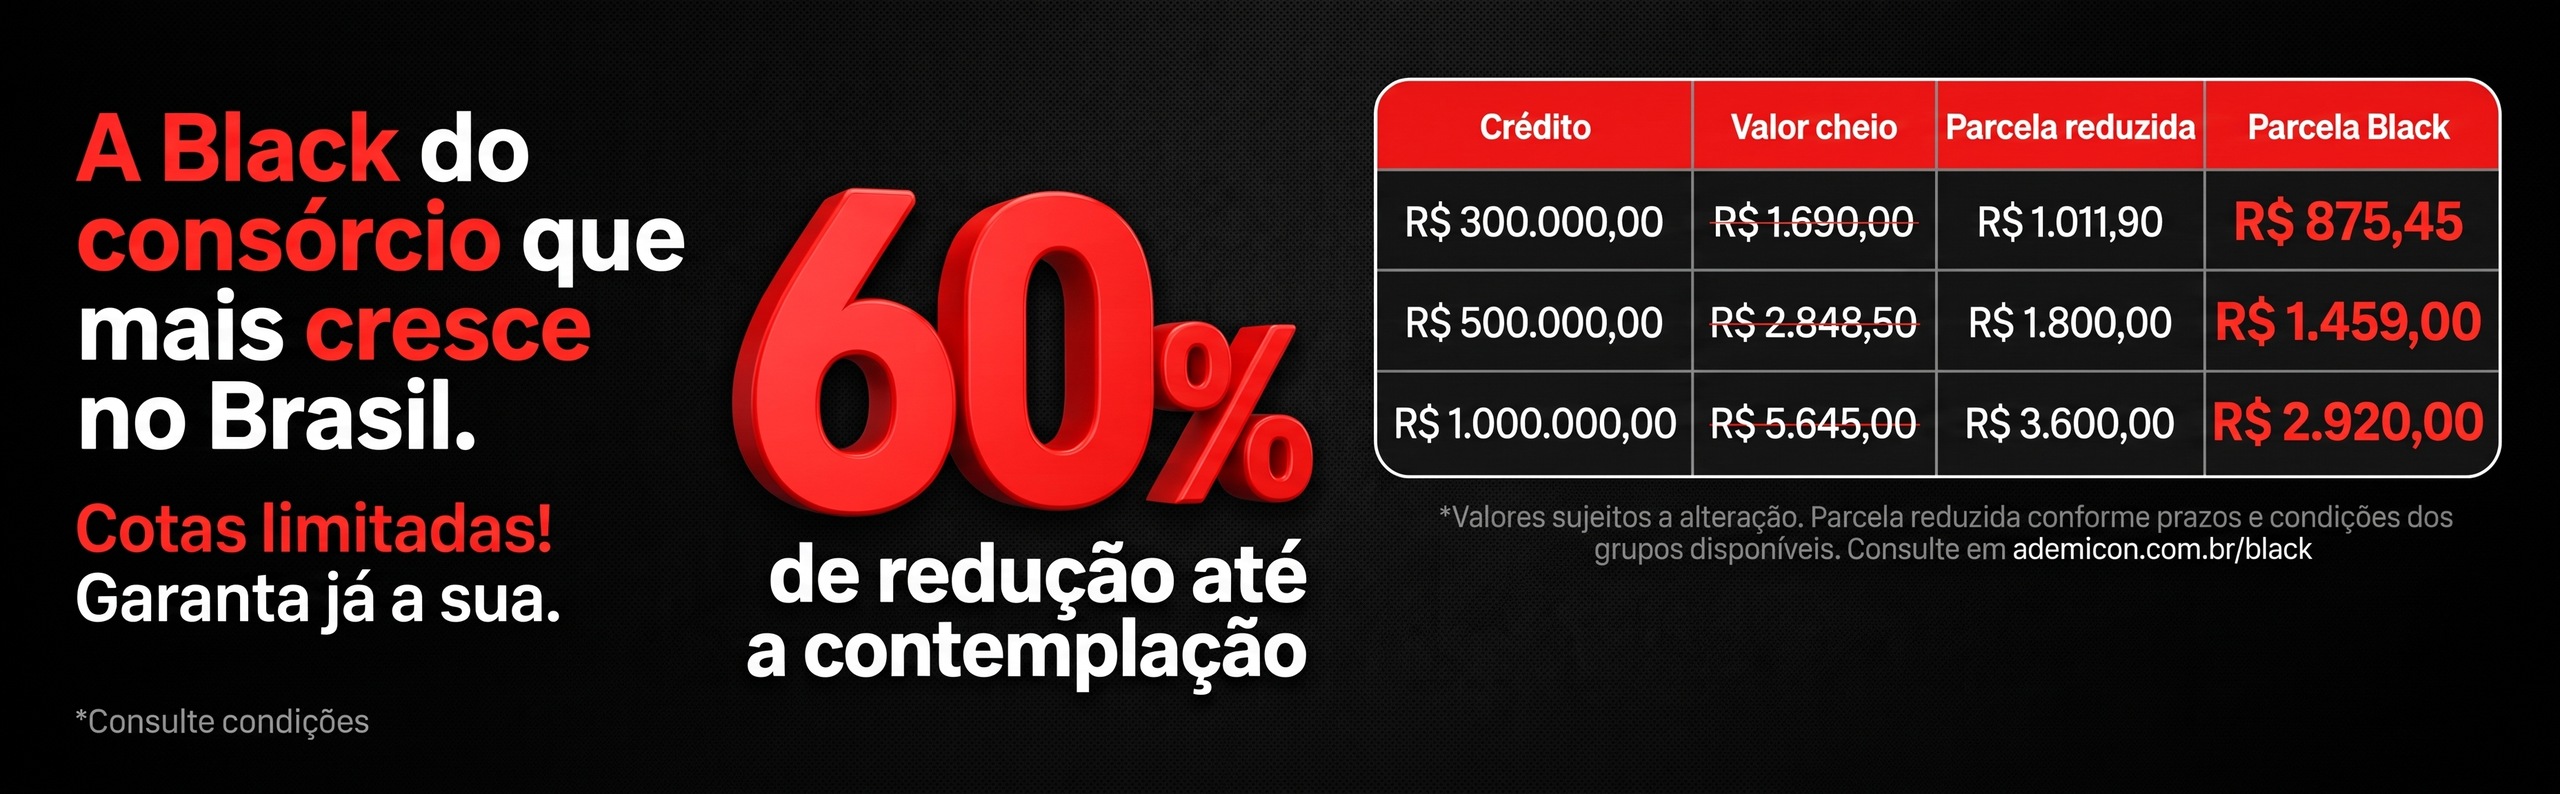 A Black do
consórcio que
mais cresce
no Brasil.
Cotas limitadas!
Garanta já a sua.
*Consulte condições
60%
de redução até
a contemplação
Crédito Valor cheio Parcela reduzida Parcela Black
R$ 300.000,00 R$ 1.690,00 R$ 1.011,90 R$ 875,45
R$ 500.000,00 R$ 2.848,50 R$ 1.800,00 R$ 1.459,00
R$ 1.000.000,00 R$ 5.645,00 R$ 3.600,00 R$ 2.920,00
*Valores sujeitos a alteração. Parcela reduzida conforme prazos e condições dos
grupos disponíveis. Consulte em ademicon.com.br/black